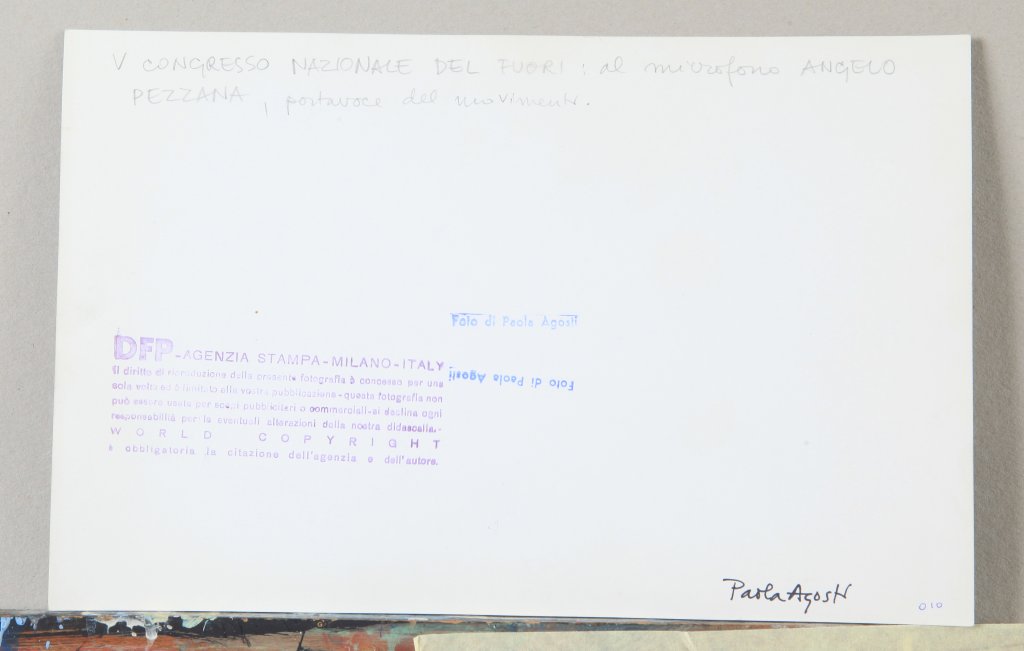 V CONGRESSO NAZIONALE DEL FUORI: al microfono ANGELO
PEZZANA, portavoce del movimento.
Foto di Paola Agosti
DFP-AGENZIA STAMPA-MILANO-ITALY
Il diritto di riproduzione della presente fotografia è concesso per una
sola volta ed è limitato alla vostra pubblicazione - questa fotografia non
può essere usata per scopi pubblicitari o commerciali - si declina ogni
responsabilità per le eventuali alterazioni della nostra didascalia. -
WORLD COPYRIGHT
è obbligatoria la citazione dell'agenzia e dell'autore.
Foto di Paola Agosti
Paola Agosti
010